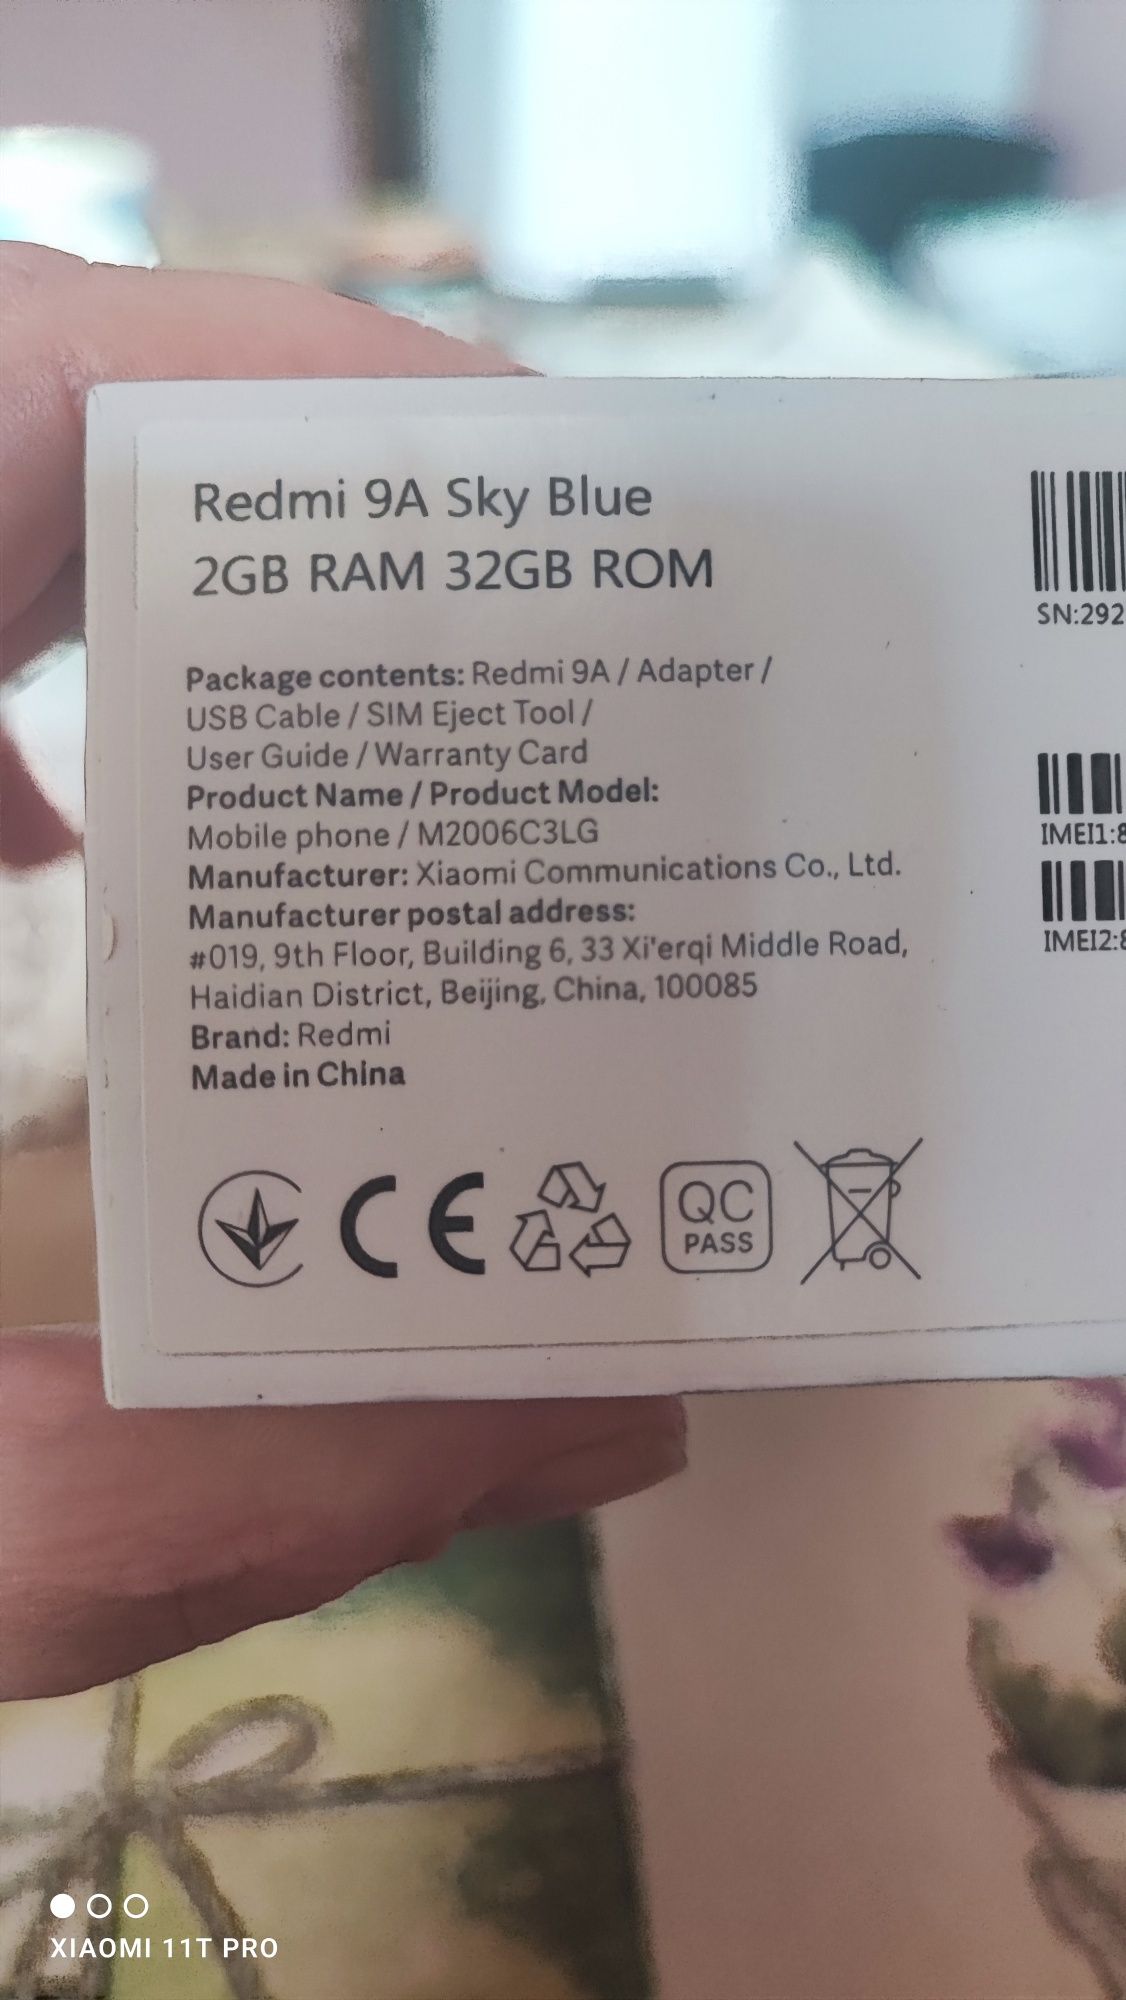 Redmi 9A Sky Blue
2GB RAM 32GB ROM
Package contents: Redmi 9A / Adapter /
USB Cable / SIM Eject Tool /
User Guide / Warranty Card
Product Name / Product Model:
Mobile phone / M2006C3LG
Manufacturer: Xiaomi Communications Co., Ltd.
Manufacturer postal address:
#019, 9th Floor, Building 6, 33 Xi'erqi Middle Road,
Haidian District, Beijing, China, 100085
Brand: Redmi
Made in China
CE
QC
PASS
SN:292
IMEI1:8
IMEI2:8
XIAOMI 11T PRO